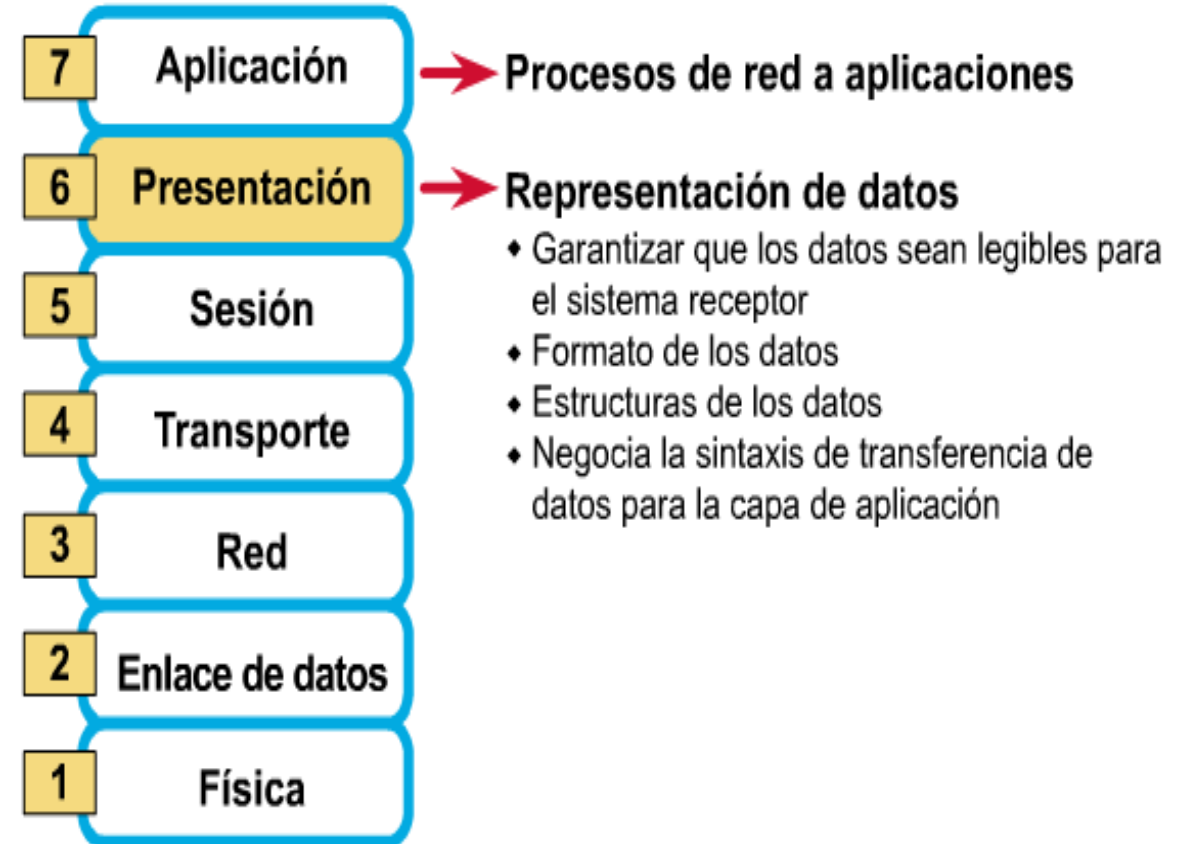 7 Aplicación Procesos de red a aplicaciones
6 Presentación Representación de datos
◆ Garantizar que los datos sean legibles para
el sistema receptor
◆ Formato de los datos
◆ Estructuras de los datos
◆ Negocia la sintaxis de transferencia de
datos para la capa de aplicación
5 Sesión
4 Transporte
3 Red
2 Enlace de datos
1 Física